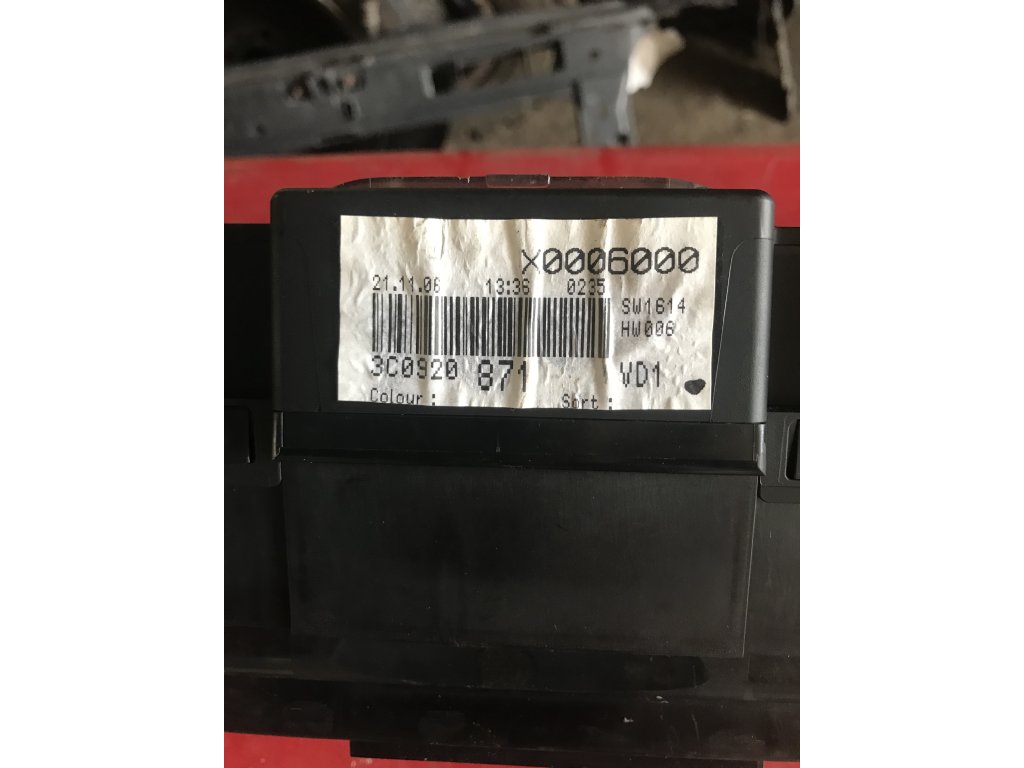 X0006000
21.11.06 13:36 0235
SW1614
HW006
3C0920 871 VD1
Colour : Sort :